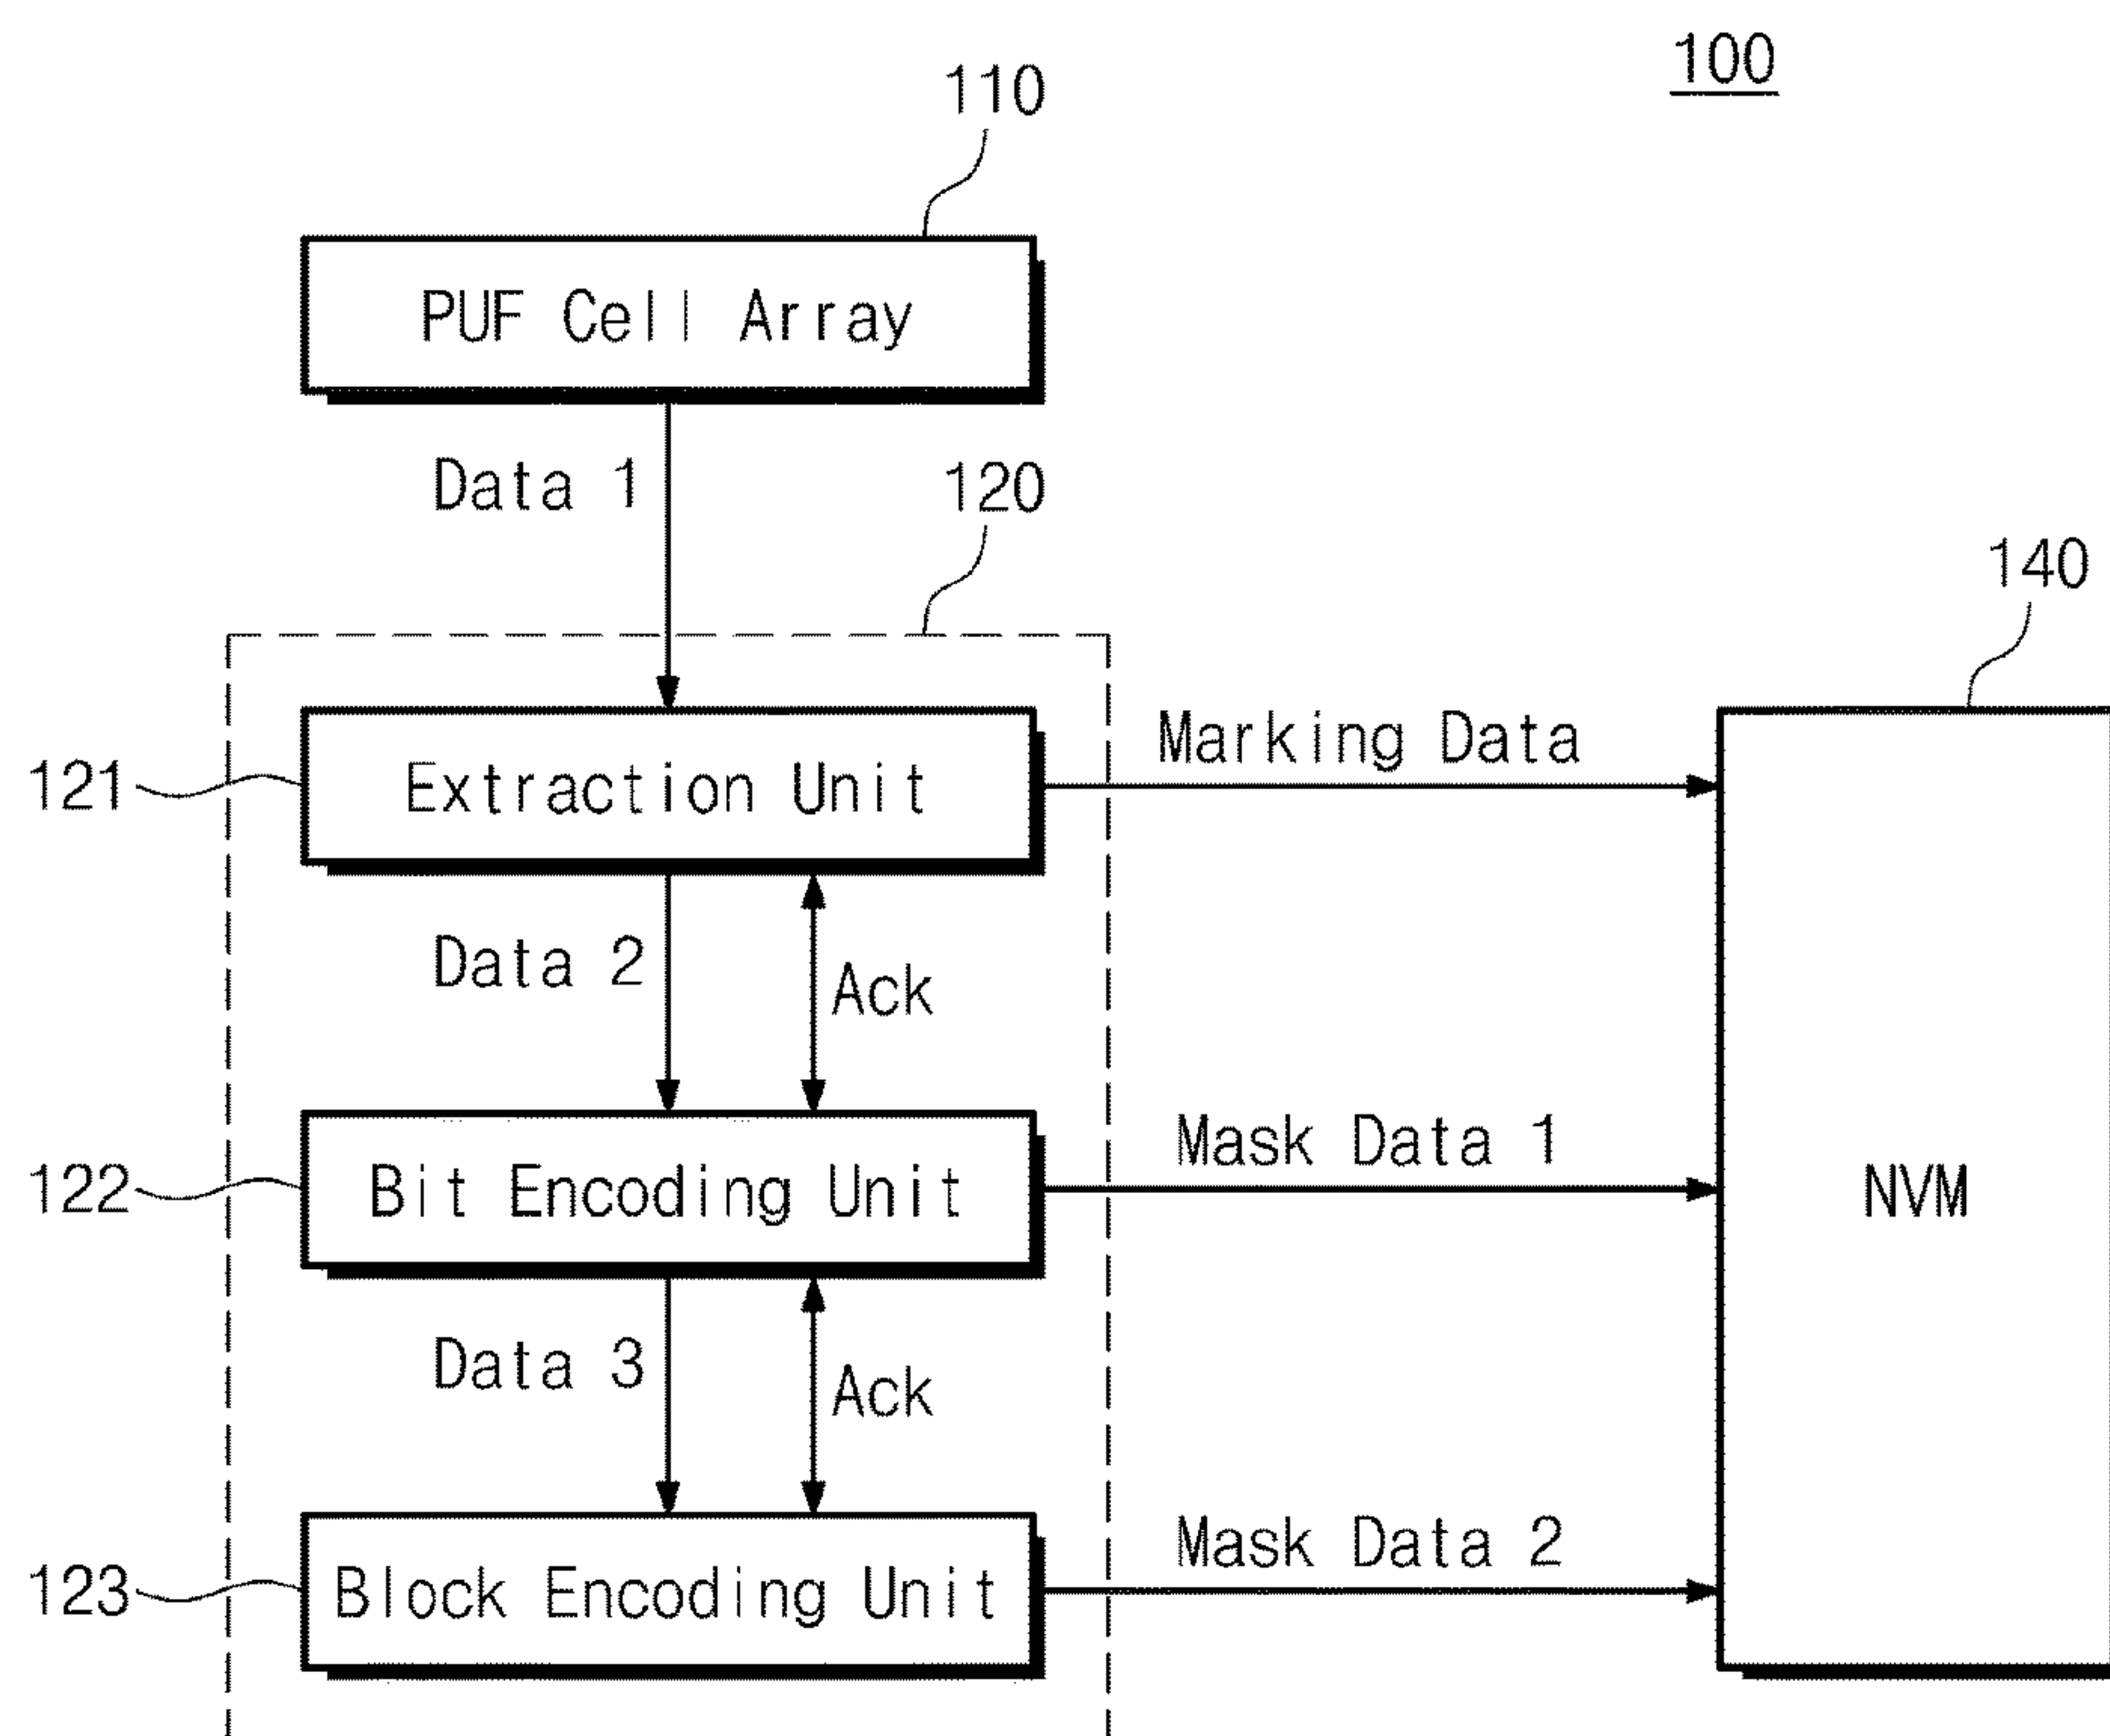 100
110
PUF Cell Array
Data 1
120
140
Marking Data
121
Extraction Unit
Data 2
Ack
Mask Data 1
122
Bit Encoding Unit
NVM
Data 3
Ack
Mask Data 2
123
Block Encoding Unit